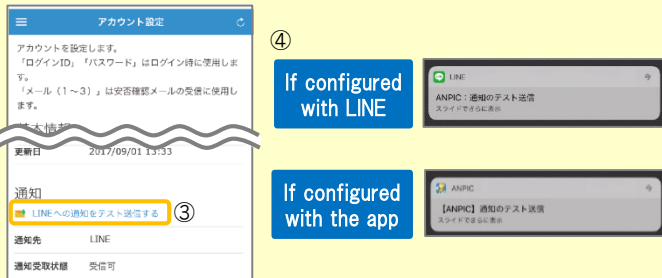 アカウント設定
アカウントを設定します。
「ログインID」「パスワード」はログイン時に使用しま
す。
「メール（1～3）」は安否確認メールの受信に使用し
ます。
基本情報
更新日 2017/09/01 13:33
通知
LINEへの通知をテスト送信する ③
通知先 LINE
通知受取状態 受信可
④
If configured
with LINE
LINE 今
ANPIC：通知のテスト送信
スライドでさらに表示
If configured
with the app
ANPIC 今
【ANPIC】通知のテスト送信
スライドでさらに表示